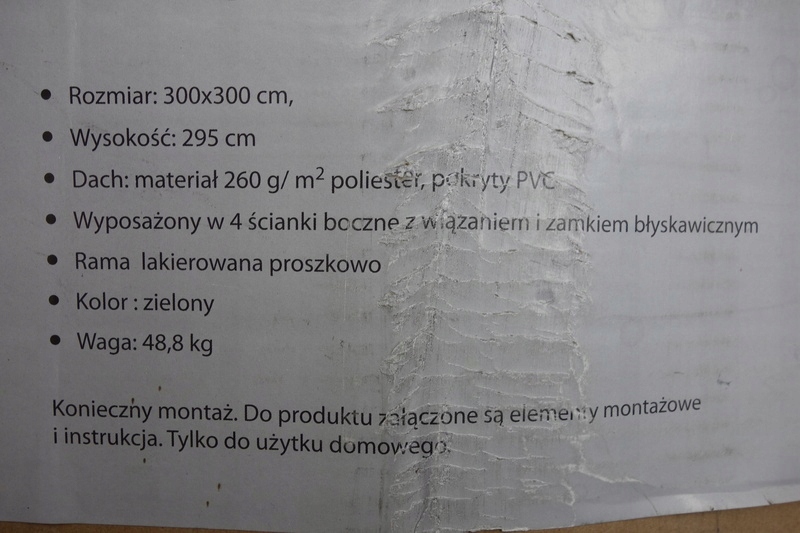 • Rozmiar: 300x300 cm,
• Wysokość: 295 cm
• Dach: materiał 260 g/ m² poliester, pokryty PVC
• Wyposażony w 4 ścianki boczne z wiązaniem i zamkiem błyskawicznym
• Rama lakierowana proszkowo
• Kolor : zielony
• Waga: 48,8 kg
Konieczny montaż. Do produktu załączone są elementy montażowe
i instrukcja. Tylko do użytku domowego.